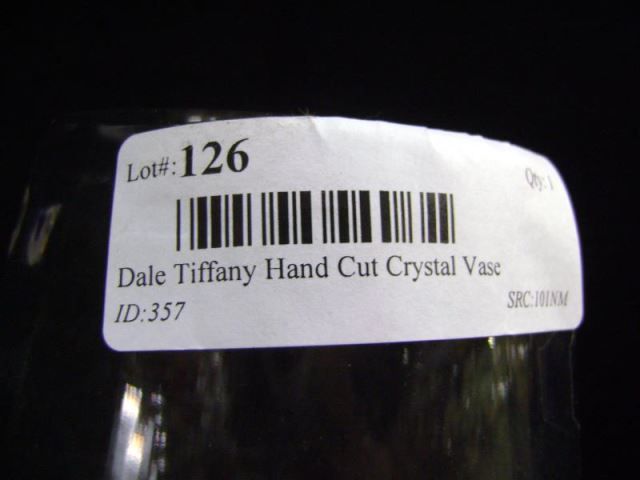 Lot#: 126
Qty: 1
Dale Tiffany Hand Cut Crystal Vase
ID:357
SRC:101NM